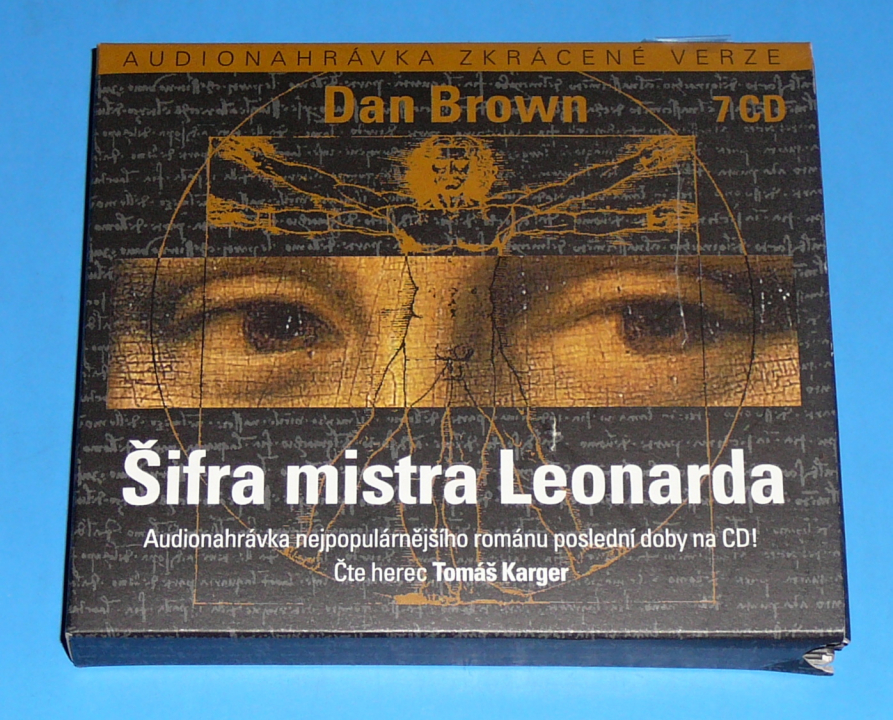 AUDIONAHRÁVKA ZKRÁCENÉ VERZE
Dan Brown
7 CD
Šifra mistra Leonarda
Audionahrávka nejpopulárnějšího románu poslední doby na CD!
Čte herec Tomáš Karger